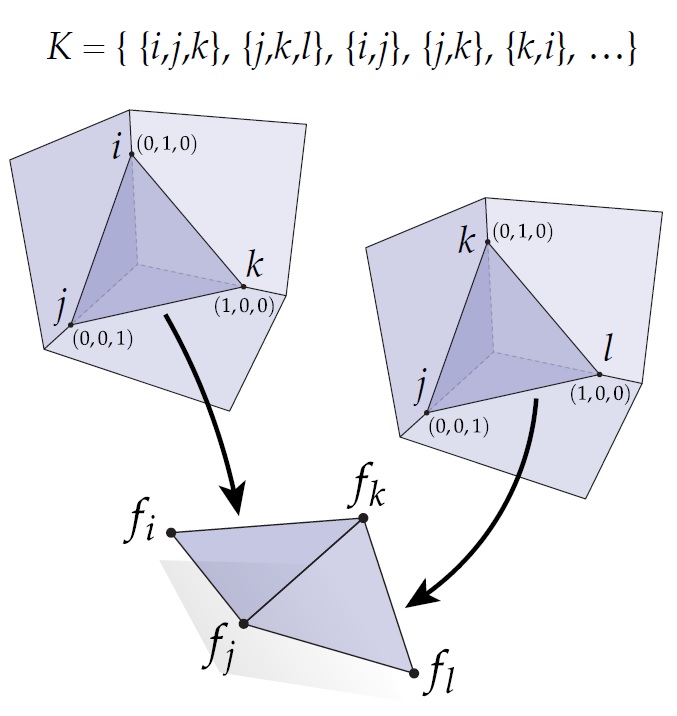 K = { {i,j,k}, {j,k,l}, {i,j}, {j,k}, {k,i}, …}
i (0,1,0)
k
(1,0,0)
j
(0,0,1)
k (0,1,0)
l
(1,0,0)
j
(0,0,1)
f_i
f_k
f_j
f_l